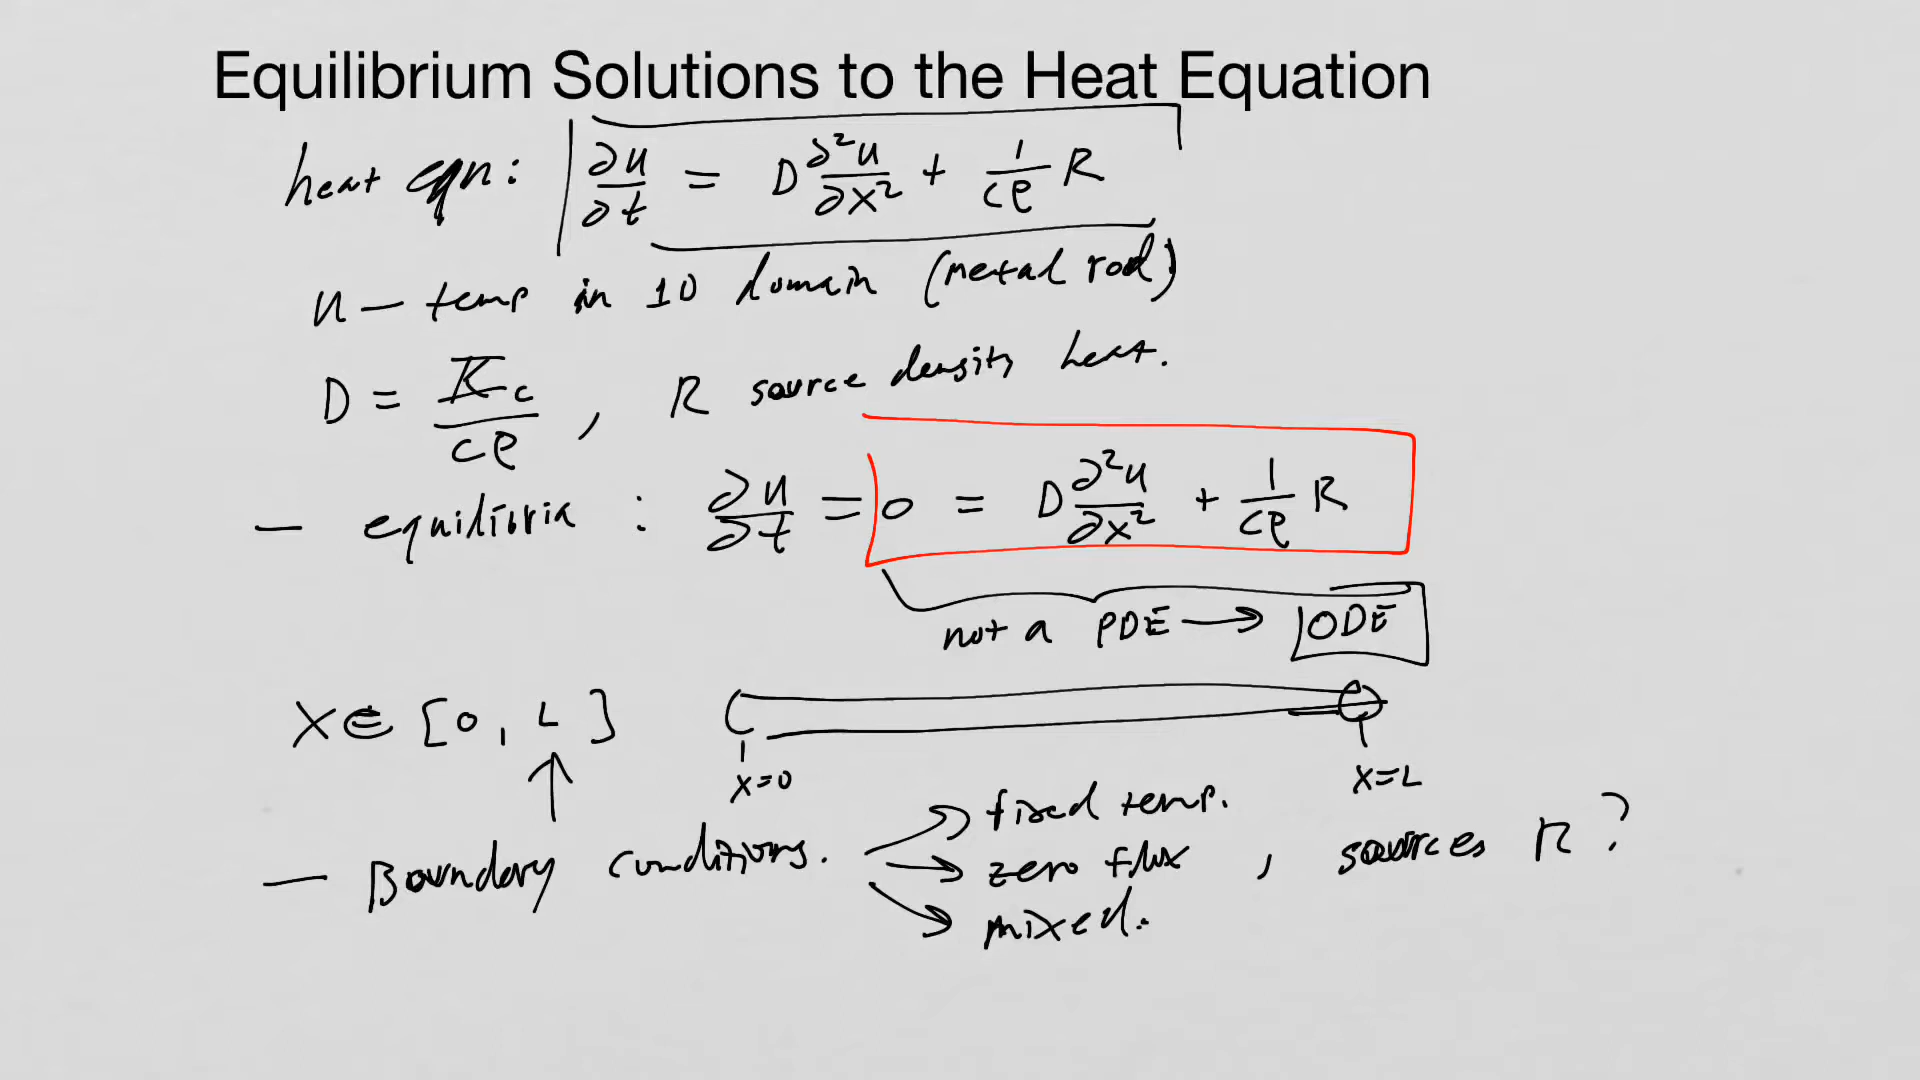 Equilibrium Solutions to the Heat Equation
heat eqn: ∂u/∂t = D ∂²u/∂x² + 1/cρ R
u — temp in 1D domain (metal rod)
D = K_c/cρ , R source density heat.
— equilibria : ∂u/∂t = 0 = D ∂²u/∂x² + 1/cρ R
not a PDE → ODE
x ∈ [0, L]
x=0 x=L
— Boundary conditions. → fixed temp.
→ zero flux , sources R?
→ mixed.